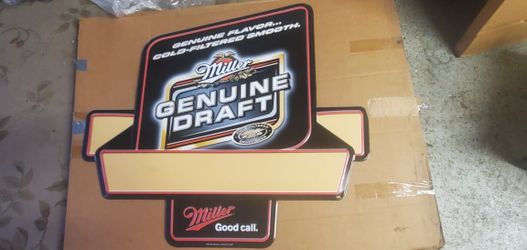 GENUINE FLAVOR...
COLD-FILTERED SMOOTH.
Miller
GENUINE
DRAFT
Miller
Good call.